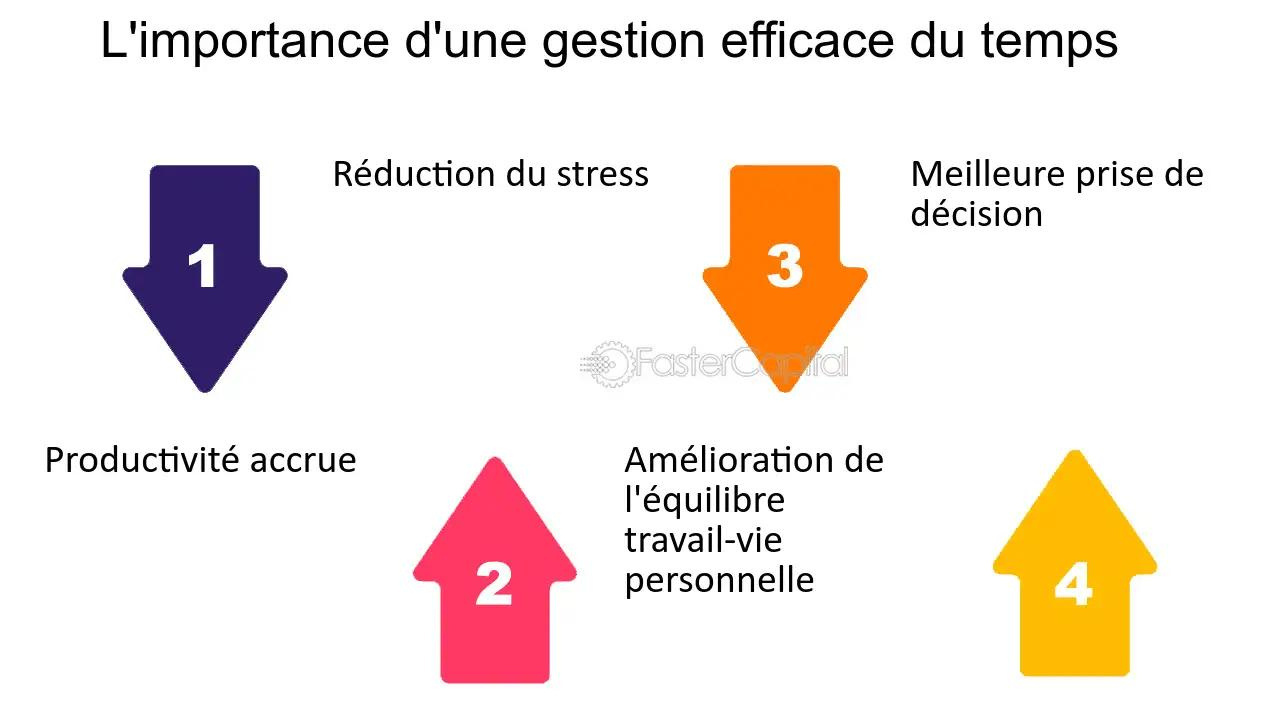 L'importance d'une gestion efficace du temps
1
Productivité accrue
Réduction du stress
2
3
Amélioration de
l'équilibre
travail-vie
personnelle
Meilleure prise de
décision
4
FasterCapital